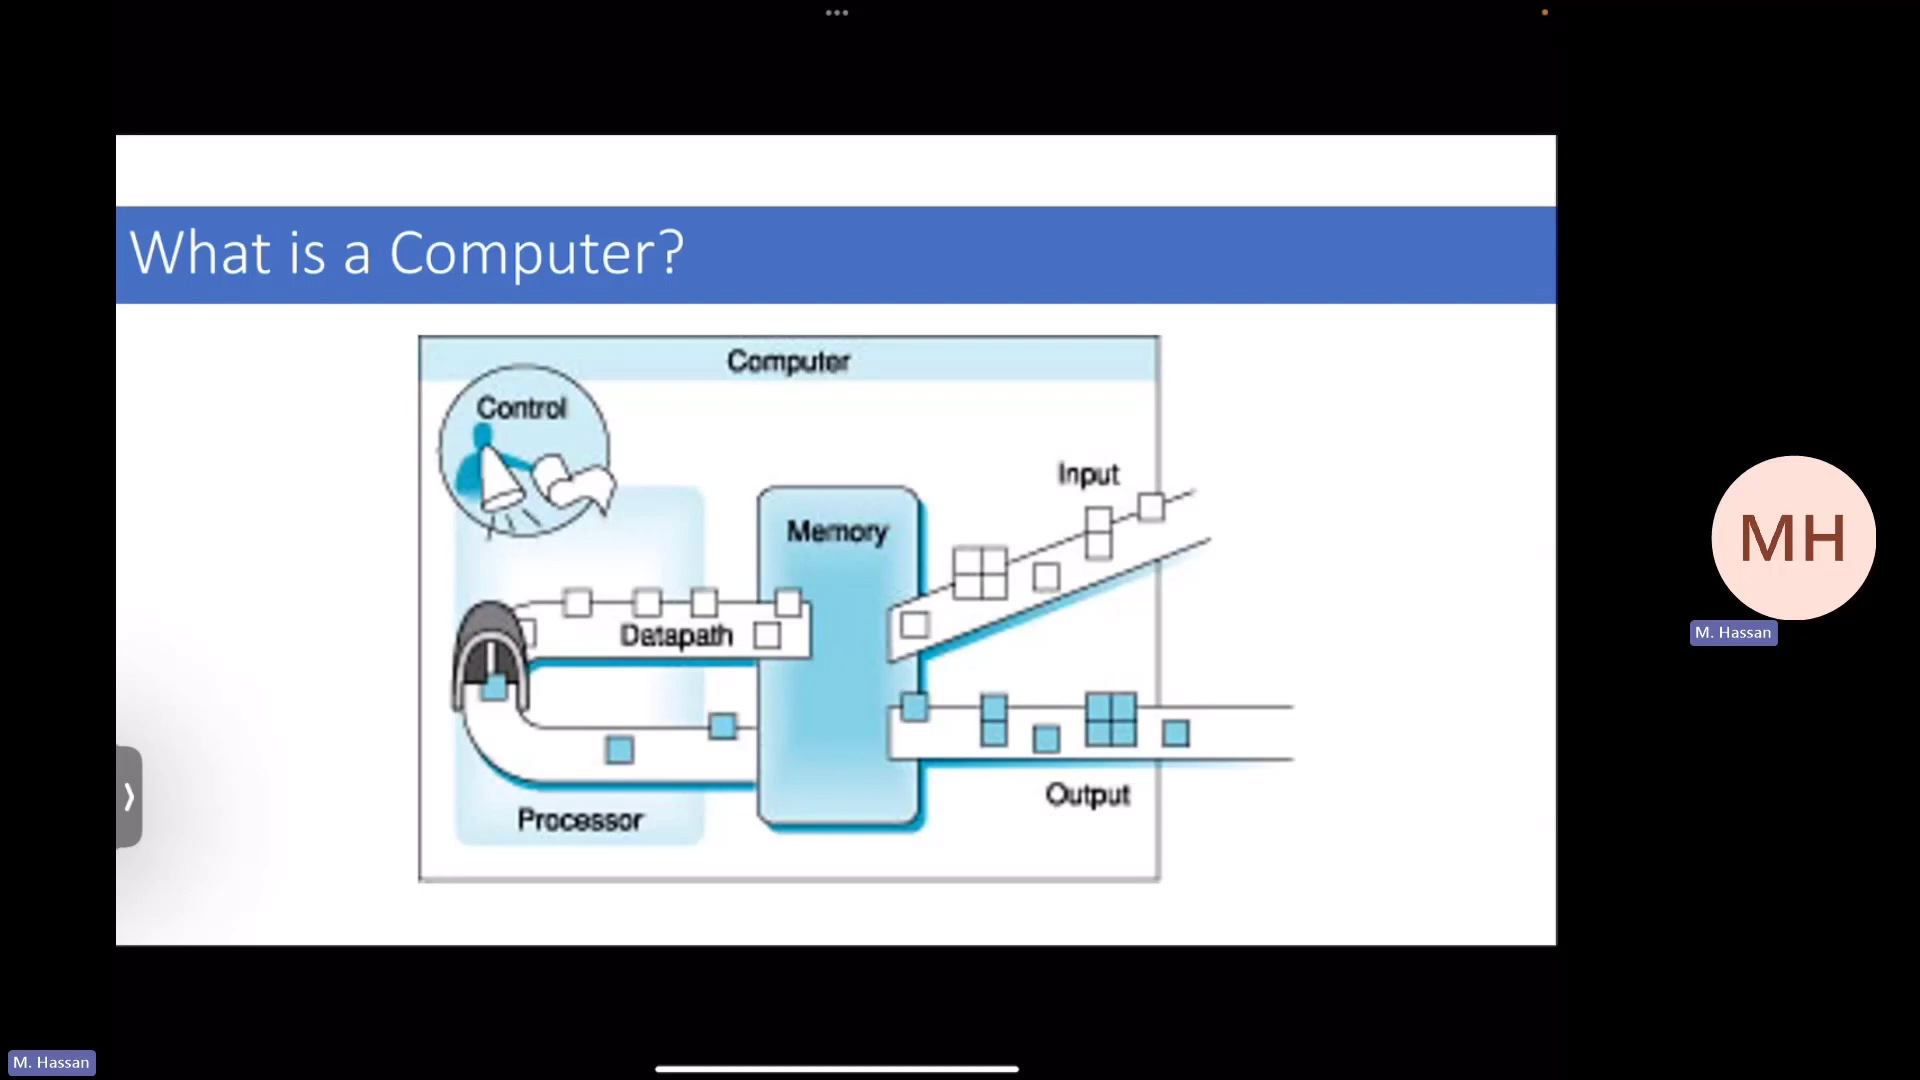 What is a Computer?
Computer
Control
Input
Memory
Datapath
Output
Processor
MH
M. Hassan
M. Hassan